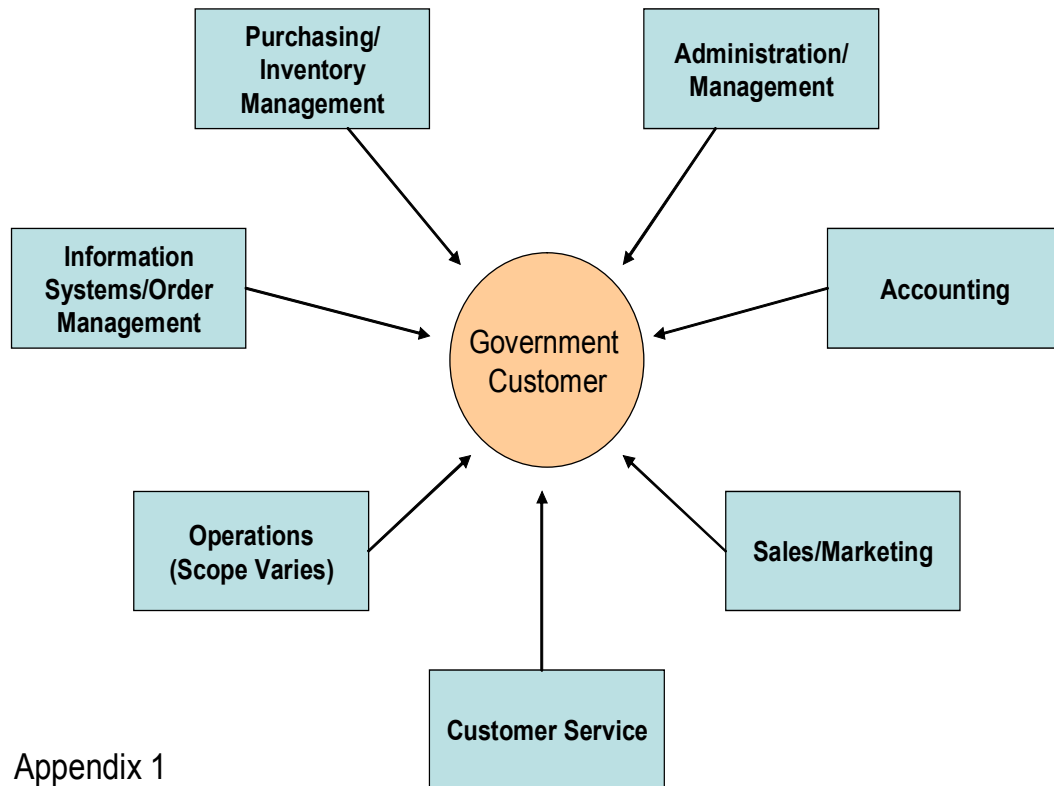 Purchasing/
Inventory
Management
Administration/
Management
Information
Systems/Order
Management
Accounting
Government
Customer
Operations
(Scope Varies)
Sales/Marketing
Customer Service
Appendix 1